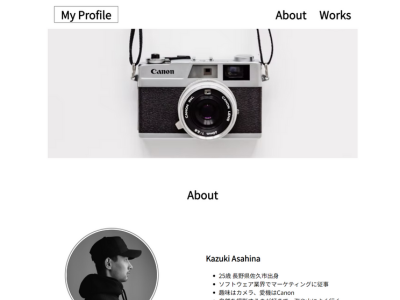 My Profile
About Works
Canon
About
Kazuki Asahina
25歳 長野県佐久市出身
ソフトウェア業界でマーケティングに従事
趣味はカメラ、愛機はCanon